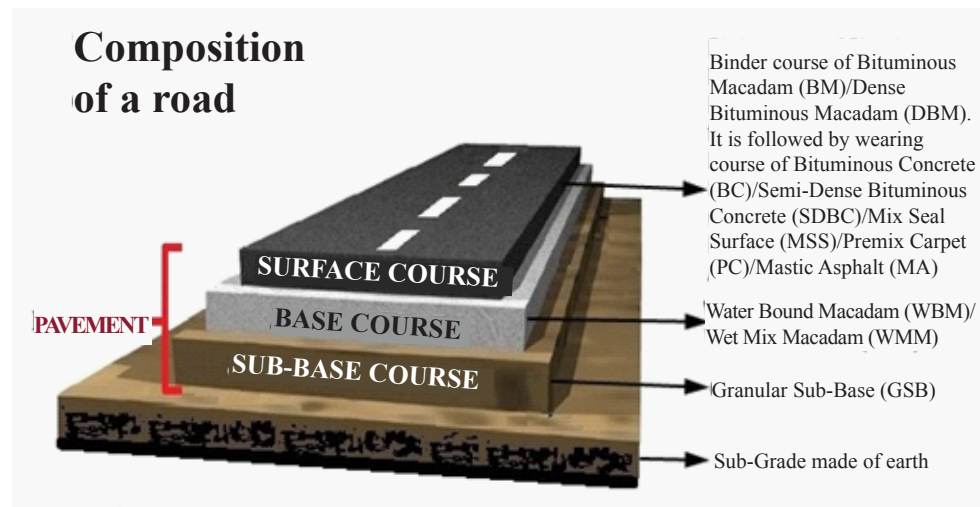 Composition
of a road
Binder course of Bituminous
Macadam (BM)/Dense
Bituminous Macadam (DBM).
It is followed by wearing
course of Bituminous Concrete
(BC)/Semi-Dense Bituminous
Concrete (SDBC)/Mix Seal
Surface (MSS)/Premix Carpet
(PC)/Mastic Asphalt (MA)
SURFACE COURSE
PAVEMENT
BASE COURSE
Water Bound Macadam (WBM)/
Wet Mix Macadam (WMM)
SUB-BASE COURSE
Granular Sub-Base (GSB)
Sub-Grade made of earth